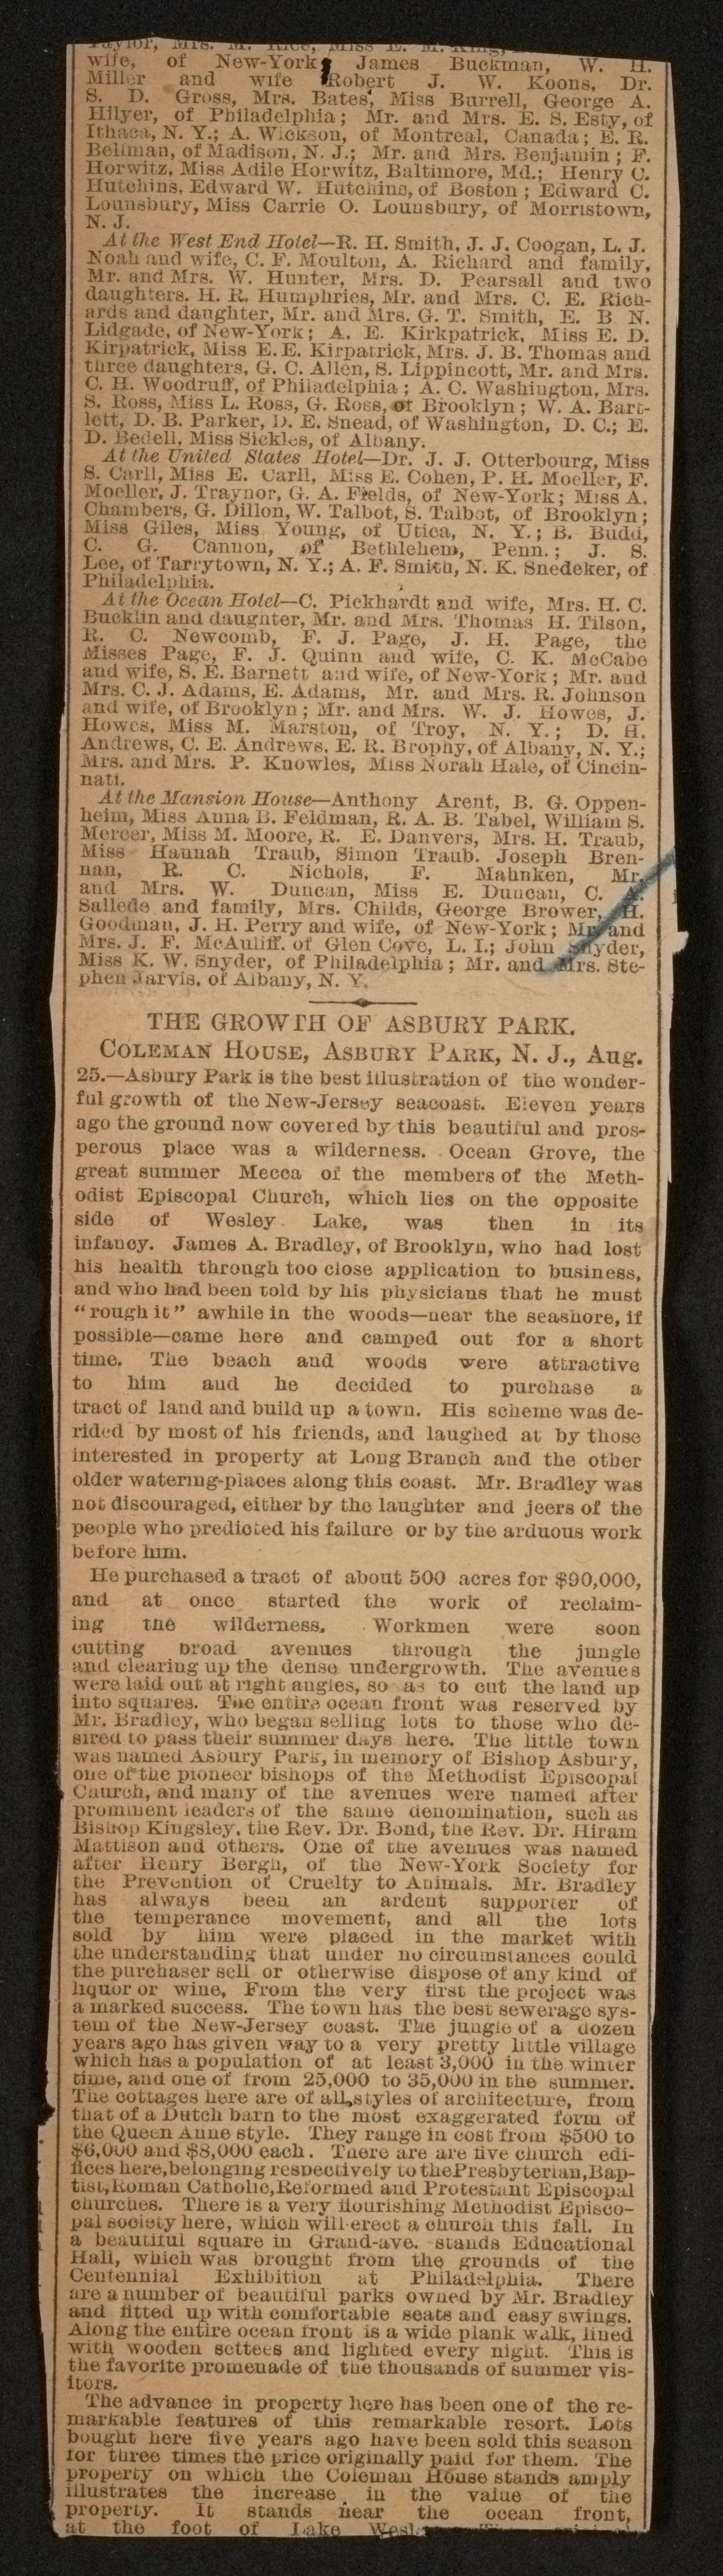 Taylor, Mrs. M. Rice, Miss E. M. King,
wife, of New-York; James Buckman, W. H.
Miller and wife Robert J. W. Koons, Dr.
S. D. Gross, Mrs. Bates, Miss Burrell, George A.
Hilyer, of Philadelphia; Mr. and Mrs. E. S. Esty, of
Ithaca, N. Y.; A. Wickson, of Montreal, Canada; E. R.
Bellman, of Madison, N. J.; Mr. and Mrs. Benjamin; F.
Horwitz, Miss Adile Horwitz, Baltimore, Md.; Henry C.
Hutchins, Edward W. Hutchins, of Boston; Edward C.
Lounsbury, Miss Carrie O. Lounsbury, of Morristown,
N. J.
At the West End Hotel—R. H. Smith, J. J. Coogan, L. J.
Noah and wife, C. F. Moulton, A. Richard and family,
Mr. and Mrs. W. Hunter, Mrs. D. Pearsall and two
daughters. H. R. Humphries, Mr. and Mrs. C. E. Rich-
ards and daughter, Mr. and Mrs. G. T. Smith, E. B N.
Lidgade, of New-York; A. E. Kirkpatrick, Miss E. D.
Kirpatrick, Miss E. E. Kirpatrick, Mrs. J. B. Thomas and
three daughters, G. C. Allen, S. Lippincott, Mr. and Mrs.
C. H. Woodruff, of Philadelphia; A. C. Washington, Mrs.
S. Ross, Miss L. Ross, G. Ross, of Brooklyn; W. A. Bart-
lett, D. B. Parker, D. E. Snead, of Washington, D. C.; E.
D. Bedell, Miss Sickles, of Albany.
At the United States Hotel—Dr. J. J. Otterbourg, Miss
S. Carll, Miss E. Carll, Miss E. Cohen, P. H. Moeller, F.
Moeller, J. Traynor, G. A. Fields, of New-York; Miss A.
Chambers, G. Dillon, W. Talbot, S. Talbot, of Brooklyn;
Miss Giles, Miss Young, of Utica, N. Y.; B. Budd,
C. G. Cannon, of Bethlehem, Penn.; J. S.
Lee, of Tarrytown, N. Y.; A. F. Smith, N. K. Snedeker, of
Philadelphia.
At the Ocean Hotel—C. Pickhardt and wife, Mrs. H. C.
Bucklin and daughter, Mr. and Mrs. Thomas H. Tilson,
R. C. Newcomb, F. J. Page, J. H. Page, the
Misses Page, F. J. Quinn and wife, C. K. McCabe
and wife, S. E. Barnett and wife, of New-York; Mr. and
Mrs. C. J. Adams, E. Adams, Mr. and Mrs. R. Johnson
and wife, of Brooklyn; Mr. and Mrs. W. J. Howes, J.
Howes, Miss M. Marston, of Troy, N. Y.; D. H.
Andrews, C. E. Andrews, E. R. Brophy, of Albany, N. Y.;
Mrs. and Mrs. P. Knowles, Miss Norah Hale, of Cincin-
nati.
At the Mansion House—Anthony Arent, B. G. Oppen-
heim, Miss Anna B. Feldman, R. A. B. Tabel, William S.
Mercer, Miss M. Moore, R. E. Danvers, Mrs. H. Traub,
Miss Hannah Traub, Simon Traub. Joseph Bren-
nan, R. C. Nichols, F. Mahnken, Mr.
and Mrs. W. Duncan, Miss E. Duncan, C. A.
Sallede and family, Mrs. Childs, George Brower, H.
Goodman, J. H. Perry and wife, of New-York; Mr. and
Mrs. J. F. McAuliff. of Glen Cove, L. I.; John Snyder,
Miss K. W. Snyder, of Philadelphia; Mr. and Mrs. Ste-
phen Jarvis, of Albany, N. Y.
THE GROWTH OF ASBURY PARK.
COLEMAN HOUSE, ASBURY PARK, N. J., Aug.
25.—Asbury Park is the best illustration of the wonder-
ful growth of the New-Jersey seacoast. Eleven years
ago the ground now covered by this beautiful and pros-
perous place was a wilderness. Ocean Grove, the
great summer Mecca of the members of the Meth-
odist Episcopal Church, which lies on the opposite
side of Wesley Lake, was then in its
infancy. James A. Bradley, of Brooklyn, who had lost
his health through too close application to business,
and who had been told by his physicians that he must
"rough it" awhile in the woods—near the seashore, if
possible—came here and camped out for a short
time. The beach and woods were attractive
to him and he decided to purchase a
tract of land and build up a town. His scheme was de-
rided by most of his friends, and laughed at by those
interested in property at Long Branch and the other
older watering-places along this coast. Mr. Bradley was
not discouraged, either by the laughter and jeers of the
people who predicted his failure or by the arduous work
before him.
He purchased a tract of about 500 acres for $90,000,
and at once started the work of reclaim-
ing the wilderness. Workmen were soon
cutting broad avenues through the jungle
and clearing up the dense undergrowth. The avenues
were laid out at right angles, so as to cut the land up
into squares. The entire ocean front was reserved by
Mr. Bradley, who began selling lots to those who de-
sired to pass their summer days here. The little town
was named Asbury Park, in memory of Bishop Asbury,
one of the pioneer bishops of the Methodist Episcopal
Church, and many of the avenues were named after
prominent leaders of the same denomination, such as
Bishop Kingsley, the Rev. Dr. Bond, the Rev. Dr. Hiram
Mattison and others. One of the avenues was named
after Henry Bergh, of the New-York Society for
the Prevention of Cruelty to Animals. Mr. Bradley
has always been an ardent supporter of
the temperance movement, and all the lots
sold by him were placed in the market with
the understanding that under no circumstances could
the purchaser sell or otherwise dispose of any kind of
liquor or wine, From the very first the project was
a marked success. The town has the best sewerage sys-
tem of the New-Jersey coast. The jungle of a dozen
years ago has given way to a very pretty little village
which has a population of at least 3,000 in the winter
time, and one of from 25,000 to 35,000 in the summer.
The cottages here are of all styles of architecture, from
that of a Dutch barn to the most exaggerated form of
the Queen Anne style. They range in cost from $500 to
$6,000 and $8,000 each. There are are five church edi-
fices here, belonging respectively to the Presbyterian, Bap-
tist, Roman Catholic, Reformed and Protestant Episcopal
churches. There is a very flourishing Methodist Episco-
pal society here, which will erect a church this fall. In
a beautiful square in Grand-ave. stands Educational
Hall, which was brought from the grounds of the
Centennial Exhibition at Philadelphia. There
are a number of beautiful parks owned by Mr. Bradley
and fitted up with comfortable seats and easy swings.
Along the entire ocean front is a wide plank walk, lined
with wooden settees and lighted every night. This is
the favorite promenade of the thousands of summer vis-
itors.
The advance in property here has been one of the re-
markable features of this remarkable resort. Lots
bought here five years ago have been sold this season
for three times the price originally paid for them. The
property on which the Coleman House stands amply
illustrates the increase in the value of the
property. It stands near the ocean front,
at the foot of Lake